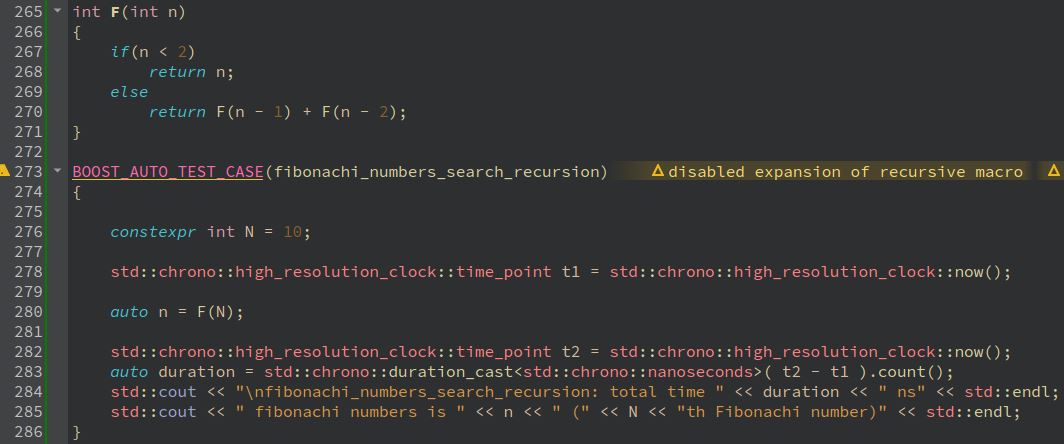 265 int F(int n)
266 {
267     if(n < 2)
268         return n;
269     else
270         return F(n - 1) + F(n - 2);
271 }
272
273 BOOST_AUTO_TEST_CASE(fibonachi_numbers_search_recursion) disabled expansion of recursive macro
274 {
275
276     constexpr int N = 10;
277
278     std::chrono::high_resolution_clock::time_point t1 = std::chrono::high_resolution_clock::now();
279
280     auto n = F(N);
281
282     std::chrono::high_resolution_clock::time_point t2 = std::chrono::high_resolution_clock::now();
283     auto duration = std::chrono::duration_cast<std::chrono::nanoseconds>( t2 - t1 ).count();
284     std::cout << "\nfibonachi_numbers_search_recursion: total time " << duration << " ns" << std::endl;
285     std::cout << " fibonachi numbers is " << n << " (" << N << "th Fibonachi number)" << std::endl;
286 }